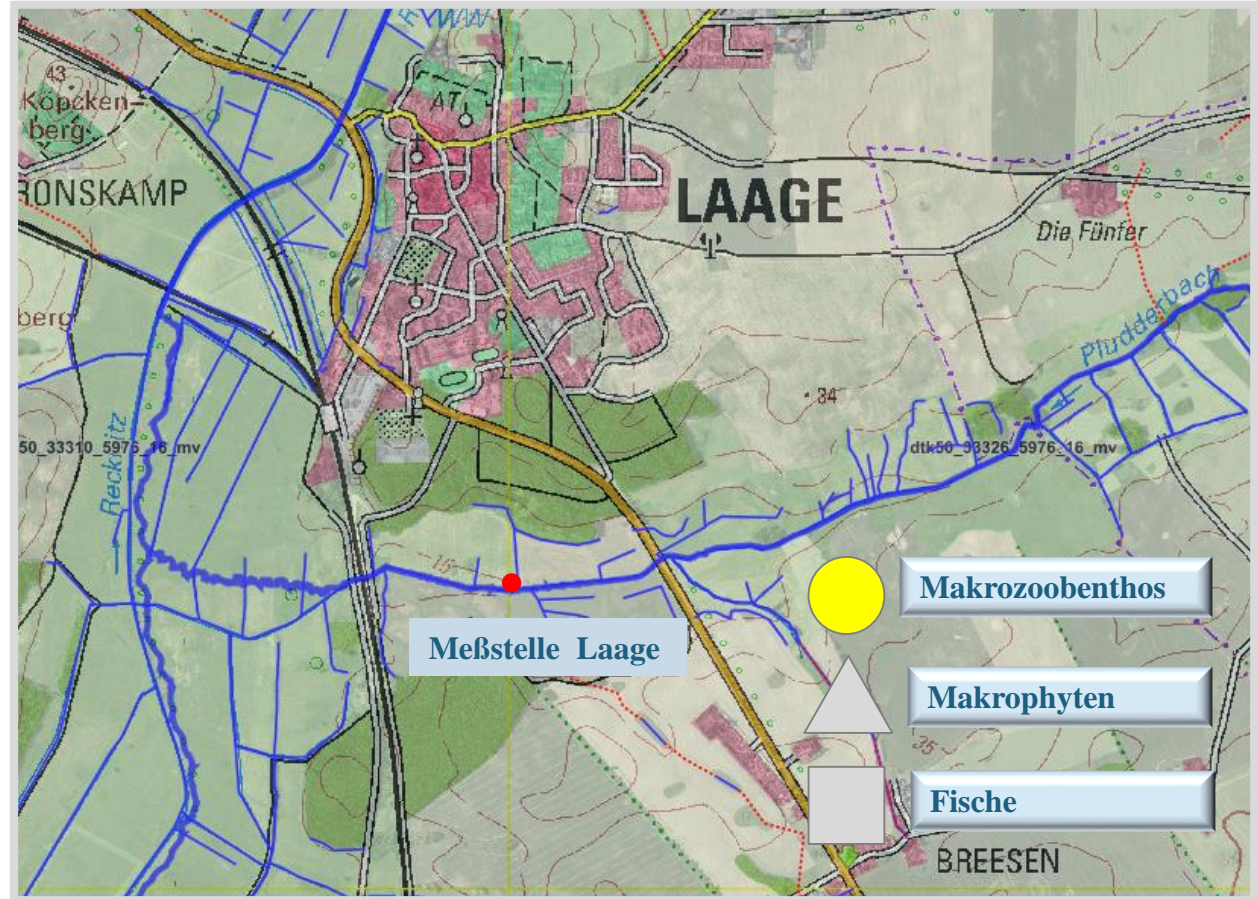 43
Köpcken-
berg
AT
RONSKAMP
LAAGE
Die Fünfer
berg
Pludderbach
34
50_33310_5976_16_mv
dtk50_33326_5976_16_mv
Recknitz
15
Makrozoobenthos
Meßstelle Laage
Makrophyten
35
Fische
BREESEN